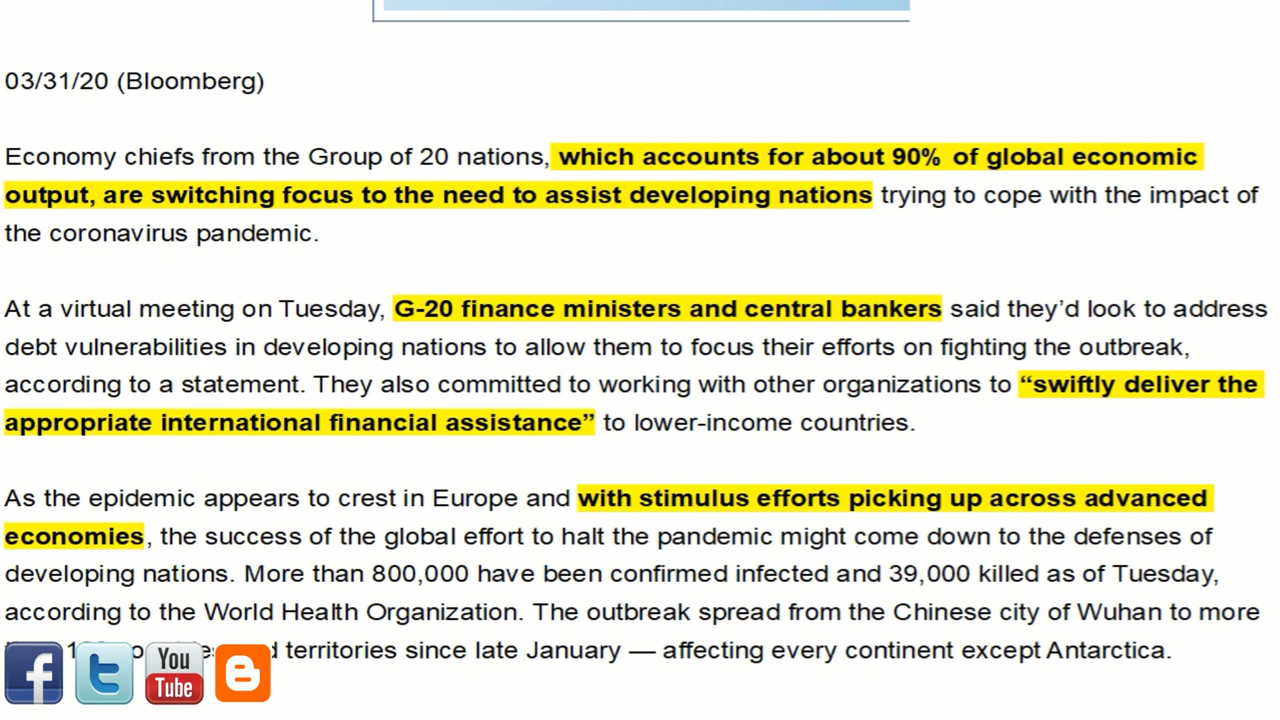 03/31/20 (Bloomberg)
Economy chiefs from the Group of 20 nations, which accounts for about 90% of global economic
output, are switching focus to the need to assist developing nations trying to cope with the impact of
the coronavirus pandemic.
At a virtual meeting on Tuesday, G-20 finance ministers and central bankers said they’d look to address
debt vulnerabilities in developing nations to allow them to focus their efforts on fighting the outbreak,
according to a statement. They also committed to working with other organizations to “swiftly deliver the
appropriate international financial assistance” to lower-income countries.
As the epidemic appears to crest in Europe and with stimulus efforts picking up across advanced
economies, the success of the global effort to halt the pandemic might come down to the defenses of
developing nations. More than 800,000 have been confirmed infected and 39,000 killed as of Tuesday,
according to the World Health Organization. The outbreak spread from the Chinese city of Wuhan to more
territories since late January — affecting every continent except Antarctica.
You
Tube